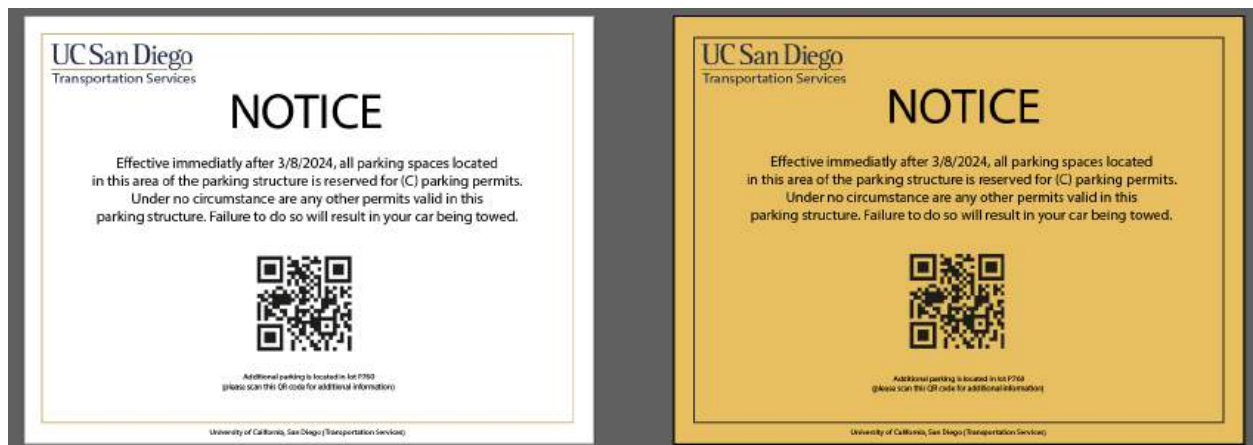 UC San Diego
Transportation Services
NOTICE
Effective immediatly after 3/8/2024, all parking spaces located
in this area of the parking structure is reserved for (C) parking permits.
Under no circumstance are any other permits valid in this
parking structure. Failure to do so will result in your car being towed.
Additional parking is located in lot P760
(please scan this QR code for additional information)
University of California, San Diego (Transportation Services)
UC San Diego
Transportation Services
NOTICE
Effective immediatly after 3/8/2024, all parking spaces located
in this area of the parking structure is reserved for (C) parking permits.
Under no circumstance are any other permits valid in this
parking structure. Failure to do so will result in your car being towed.
Additional parking is located in lot P760
(please scan this QR code for additional information)
University of California, San Diego (Transportation Services)